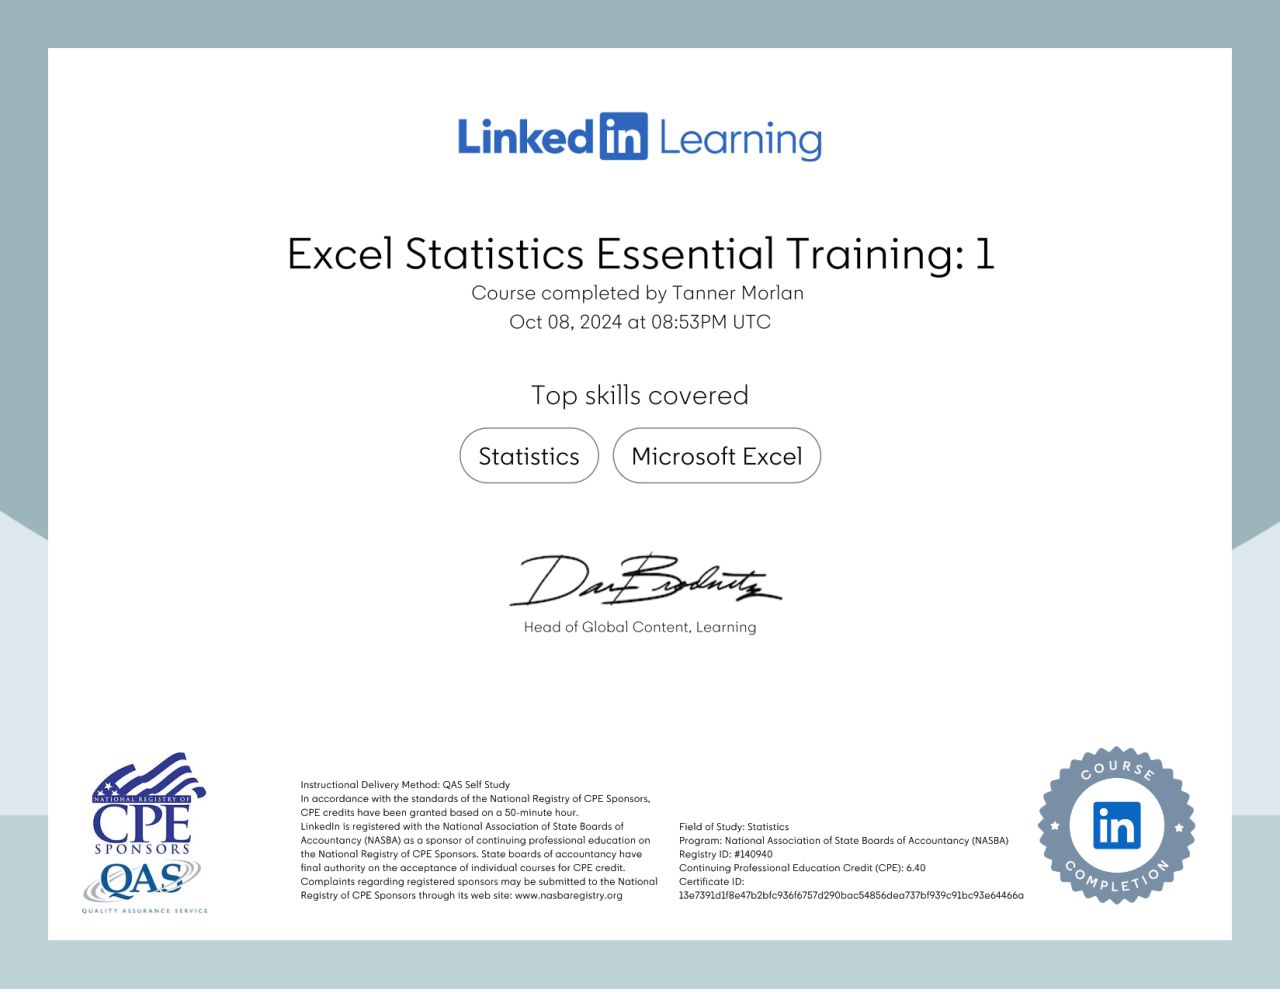 Linked in Learning
Excel Statistics Essential Training: 1
Course completed by Tanner Morlan
Oct 08, 2024 at 08:53PM UTC
Top skills covered
Statistics
Microsoft Excel
Dan Brodnitz
Head of Global Content, Learning
NATIONAL REGISTRY OF
CPE
SPONSORS
QAS
QUALITY ASSURANCE SERVICE
Instructional Delivery Method: QAS Self Study
In accordance with the standards of the National Registry of CPE Sponsors,
CPE credits have been granted based on a 50-minute hour.
LinkedIn is registered with the National Association of State Boards of
Accountancy (NASBA) as a sponsor of continuing professional education on
the National Registry of CPE Sponsors. State boards of accountancy have
final authority on the acceptance of individual courses for CPE credit.
Complaints regarding registered sponsors may be submitted to the National
Registry of CPE Sponsors through its web site: www.nasbaregistry.org
Field of Study: Statistics
Program: National Association of State Boards of Accountancy (NASBA)
Registry ID: #140940
Continuing Professional Education Credit (CPE): 6.40
Certificate ID:
13e7391d1f8e47b2bfc936f6757d290bac54856dea737bf939c91bc93e64466a
COURSE
in
COMPLETION